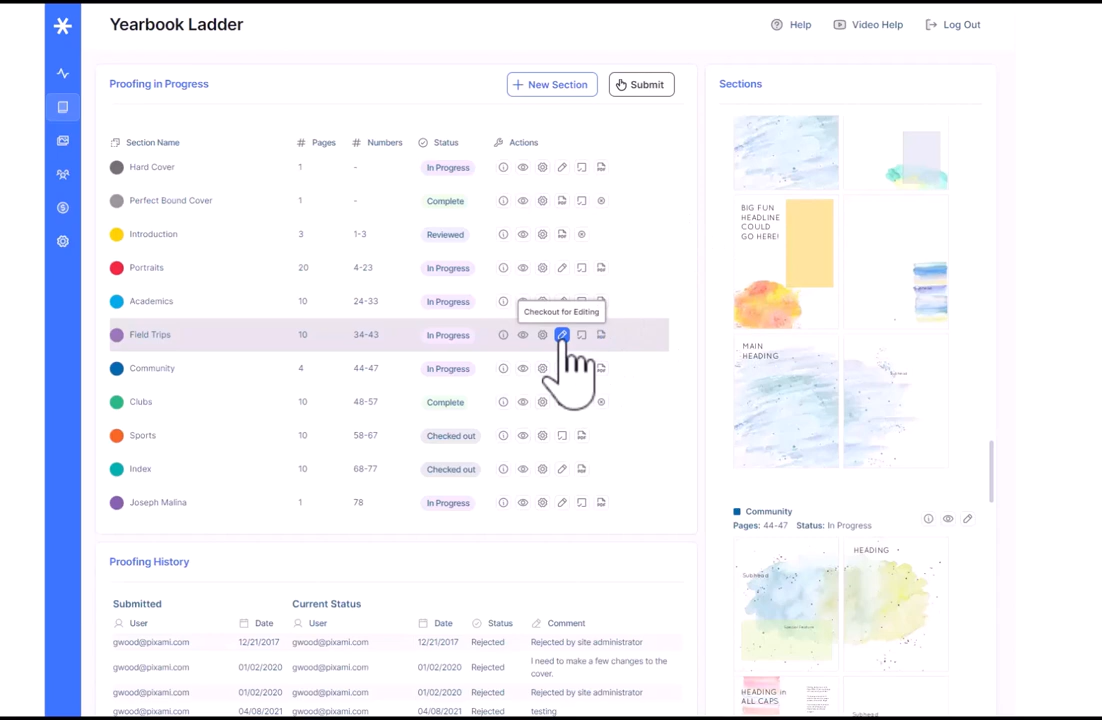 Yearbook Ladder
Help
Video Help
Log Out
Proofing in Progress
New Section
Submit
Section Name # Pages # Numbers Status Actions
Hard Cover 1 - In Progress
Perfect Bound Cover 1 - Complete
Introduction 3 1-3 Reviewed
Portraits 20 4-23 In Progress
Academics 10 24-33 In Progress
Checkout for Editing
Field Trips 10 34-43 In Progress
Community 4 44-47 In Progress
Clubs 10 48-57 Complete
Sports 10 58-67 Checked out
Index 10 68-77 Checked out
Joseph Malina 1 78 In Progress
Proofing History
Submitted Current Status
User Date User Date Status Comment
gwood@pixami.com 12/21/2017 gwood@pixami.com 12/21/2017 Rejected Rejected by site administrator
gwood@pixami.com 01/02/2020 gwood@pixami.com 01/02/2020 Rejected I need to make a few changes to the
cover.
gwood@pixami.com 01/02/2020 gwood@pixami.com 01/02/2020 Rejected Rejected by site administrator
gwood@pixami.com 04/08/2021 gwood@pixami.com 04/08/2021 Rejected testing
Sections
BIG FUN
HEADLINE
COULD
GO HERE!
MAIN
HEADING
Community
Pages: 44-47 Status: In Progress
HEADING
Subhead
HEADING in
ALL CAPS
Subhead